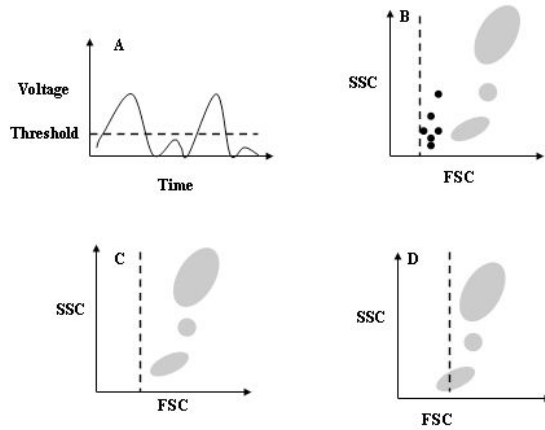 A
Voltage
Threshold
Time
B
SSC
FSC
C
SSC
FSC
D
SSC
FSC